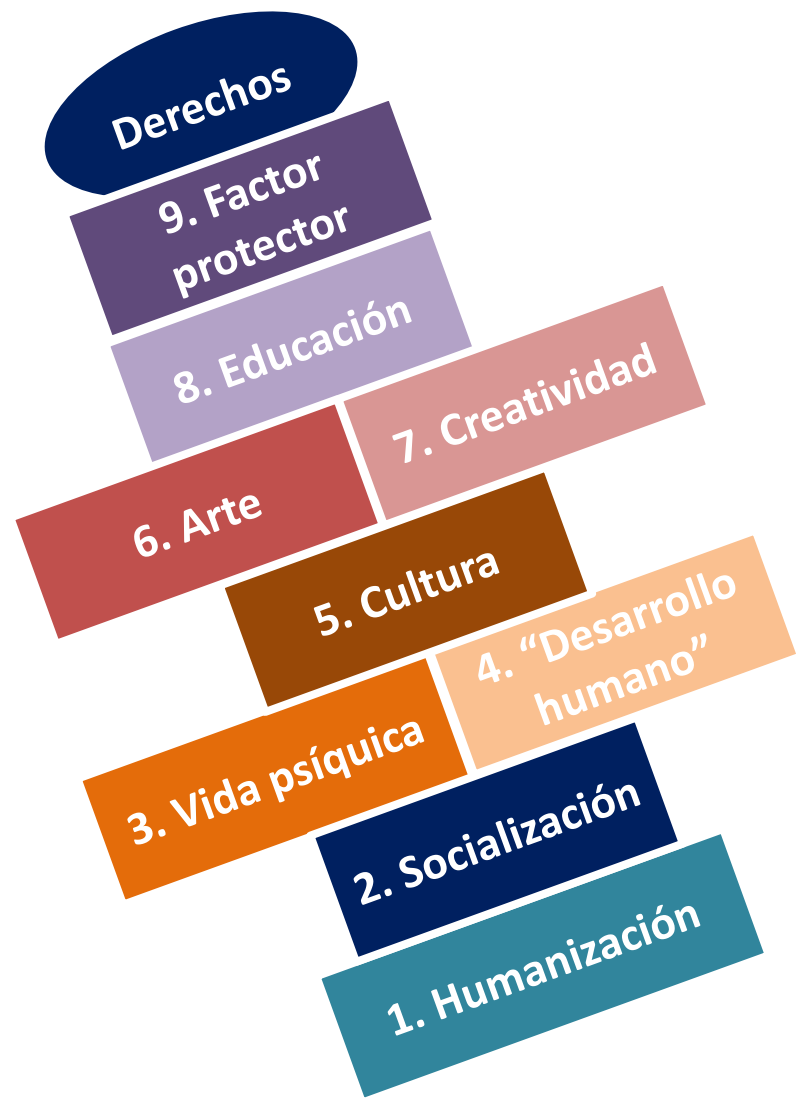 Derechos
9. Factor
protector
8. Educación
7. Creatividad
6. Arte
5. Cultura
4. “Desarrollo
humano”
3. Vida psíquica
2. Socialización
1. Humanización